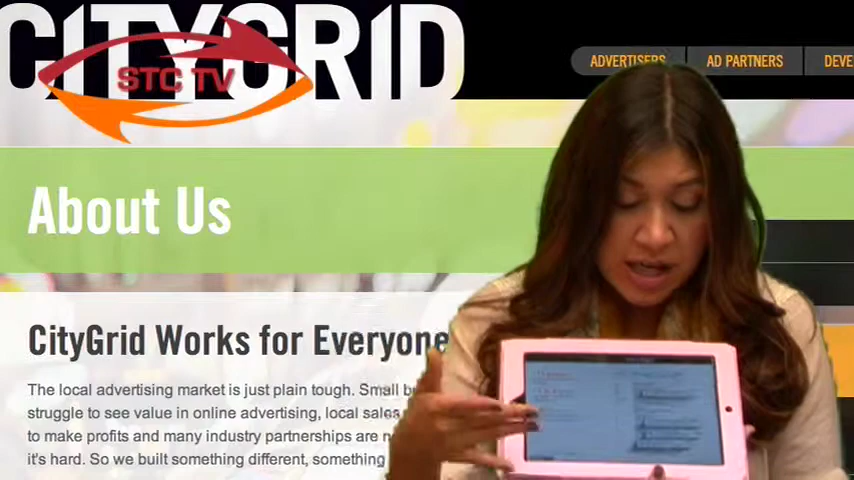 CITYGRID
STC TV
ADVERTISERS
AD PARTNERS
DEVE
About Us
CityGrid Works for Everyone
The local advertising market is just plain tough. Small bu
struggle to see value in online advertising, local sales
to make profits and many industry partnerships are n
it's hard. So we built something different, something